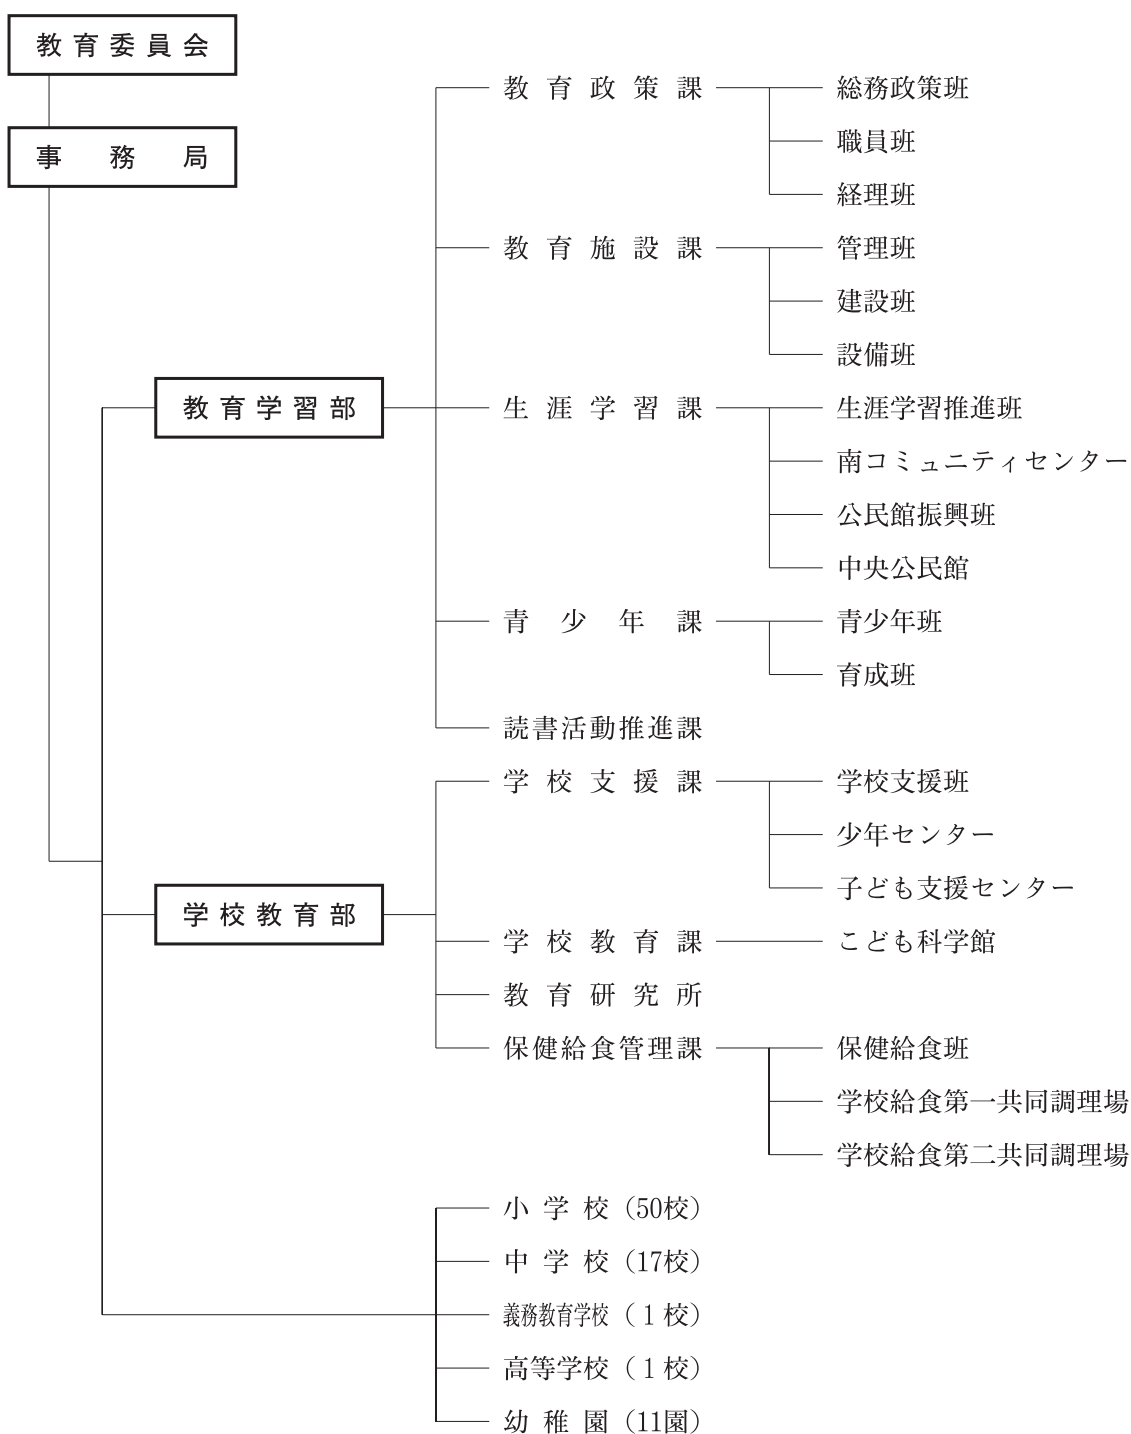 教育委員会
事務局
教育政策課 総務政策班
職員班
経理班
教育施設課 管理班
建設班
設備班
教育学習部 生涯学習課 生涯学習推進班
南コミュニティセンター
公民館振興班
中央公民館
青少年課 青少年班
育成班
読書活動推進課
学校支援課 学校支援班
少年センター
子ども支援センター
学校教育部
学校教育課 こども科学館
教育研究所
保健給食管理課 保健給食班
学校給食第一共同調理場
学校給食第二共同調理場
小学校（50校）
中学校（17校）
義務教育学校（1校）
高等学校（1校）
幼稚園（11園）